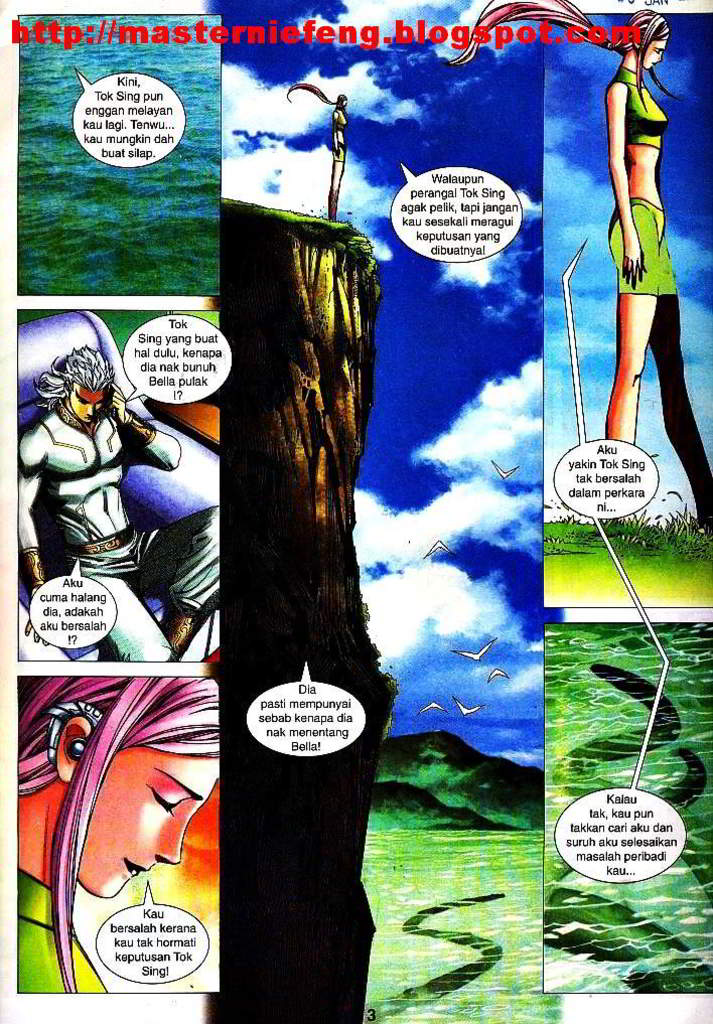 http://masterniefeng.blogspot.com
Kini,
Tok Sing pun
enggan melayan
kau lagi. Tenwu...
kau mungkin dah
buat silap.
Walaupun
perangai Tok Sing
agak pelik, tapi jangan
kau sesekali meragui
keputusan yang
dibuatnya!
Tok
Sing yang buat
hal dulu, kenapa
dia nak bunuh
Bella pulak
!?
Aku
cuma halang
dia, adakah
aku bersalah
!?
Kau
bersalah kerana
kau tak hormati
keputusan Tok
Sing!
Dia
pasti mempunyai
sebab kenapa dia
nak menentang
Bella!
Aku
yakin Tok Sing
tak bersalah
dalam perkara
ni...
Kalau
tak, kau pun
takkan cari aku dan
suruh aku selesaikan
masalah peribadi
kau...
3